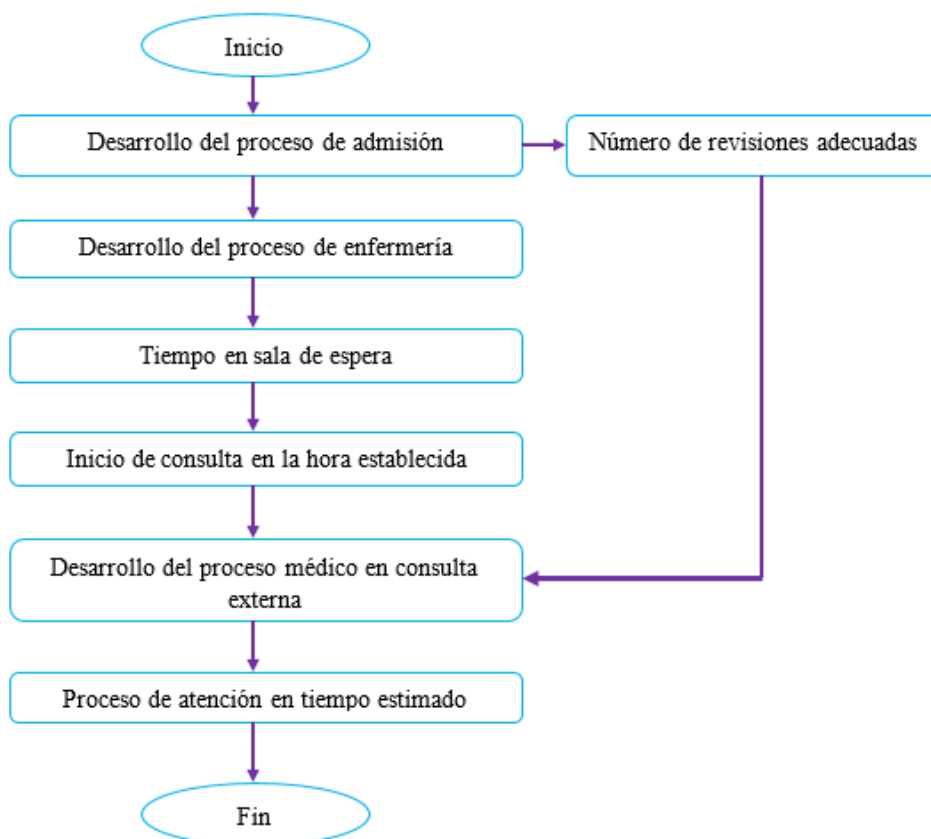 Inicio
Desarrollo del proceso de admisión
Número de revisiones adecuadas
Desarrollo del proceso de enfermería
Tiempo en sala de espera
Inicio de consulta en la hora establecida
Desarrollo del proceso médico en consulta
externa
Proceso de atención en tiempo estimado
Fin